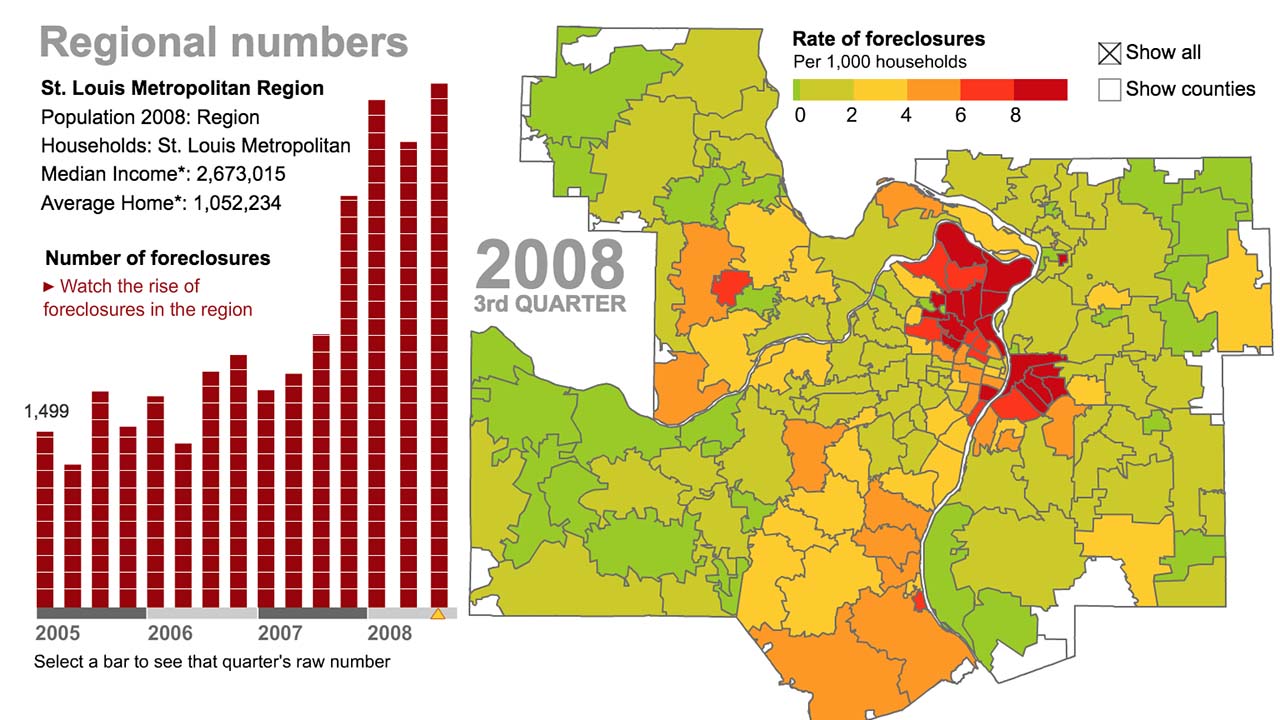 Regional numbers
St. Louis Metropolitan Region
Population 2008: Region
Households: St. Louis Metropolitan
Median Income*: 2,673,015
Average Home*: 1,052,234
Number of foreclosures
► Watch the rise of
foreclosures in the region
1,499
2005 2006 2007 2008
Select a bar to see that quarter's raw number
2008
3rd QUARTER
Rate of foreclosures
Per 1,000 households
0 2 4 6 8
Show all
Show counties